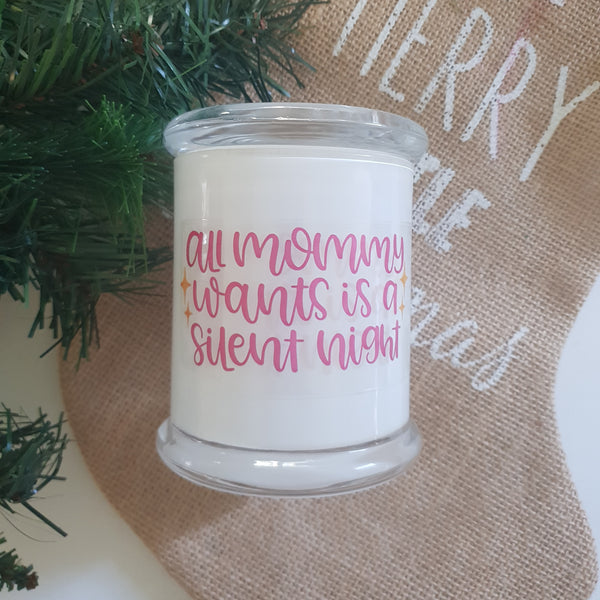 MERRY
all mommy
wants is a
silent night